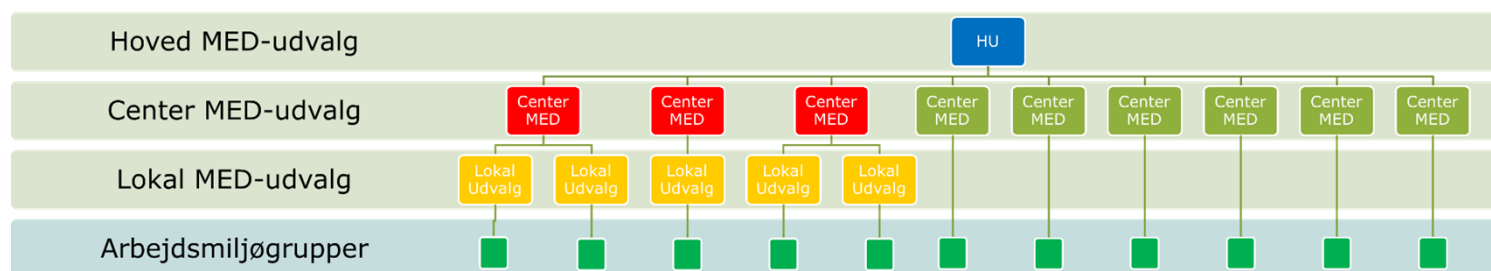 Hoved MED-udvalg
HU
Center MED-udvalg
Center
MED
Center
MED
Center
MED
Center
MED
Center
MED
Center
MED
Center
MED
Center
MED
Center
MED
Lokal MED-udvalg
Lokal
Udvalg
Lokal
Udvalg
Lokal
Udvalg
Lokal
Udvalg
Lokal
Udvalg
Arbejdsmiljøgrupper